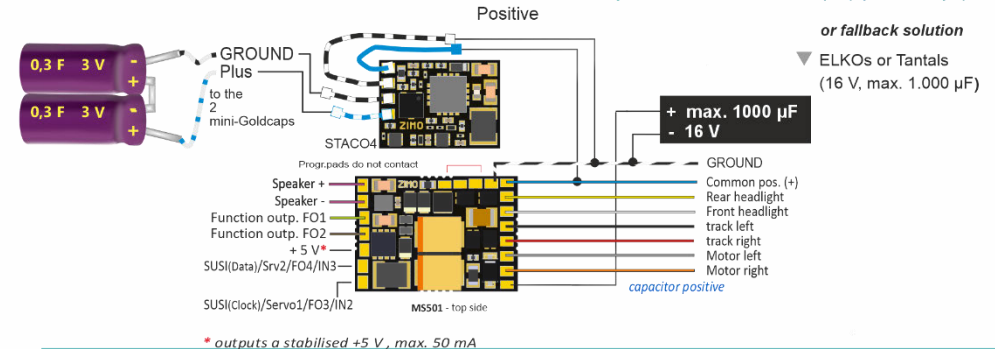 Positive
or fallback solution
▼ ELKOs or Tantals
(16 V, max. 1.000 µF)
GROUND
Plus
to the
2
mini-Goldcaps
0,3 F 3 V - +
0,3 F 3 V - +
ZIMO
STACO4
+ max. 1000 µF
- 16 V
Progr.pads do not contact
GROUND
Speaker +
Speaker -
Function outp. FO1
Function outp. FO2
+ 5 V*
SUSI(Data)/Srv2/FO4/IN3
SUSI(Clock)/Servo1/FO3/IN2
ZIMO
Common pos. (+)
Rear headlight
Front headlight
track left
track right
Motor left
Motor right
capacitor positive
MS501 - top side
* outputs a stabilised +5 V , max. 50 mA